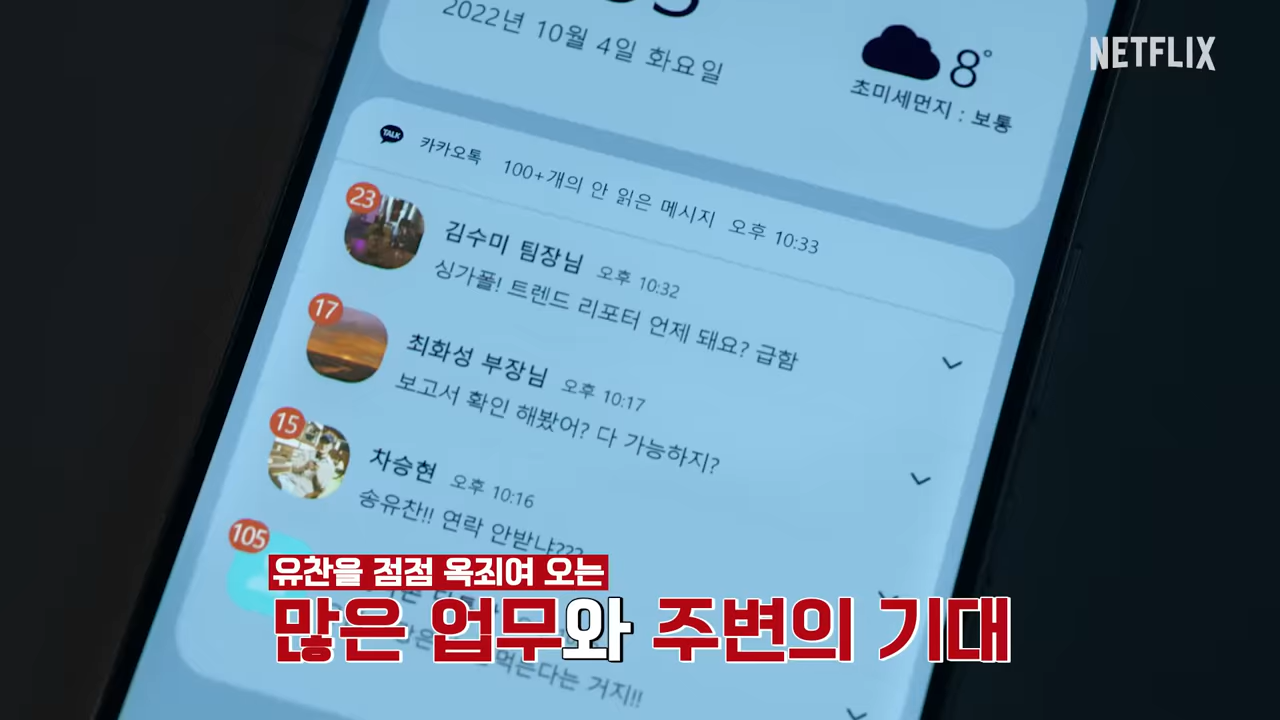 NETFLIX
2022년 10월 4일 화요일
8°
초미세먼지 : 보통
TALK 카카오톡 100+개의 안 읽은 메시지 오후 10:33
23
김수미 팀장님 오후 10:32
싱가폴! 트렌드 리포터 언제 돼요? 급함
17
최화성 부장님 오후 10:17
보고서 확인 해봤어? 다 가능하지?
15
차승현 오후 10:16
송유찬!! 연락 안받냐???
105
먹는다는 거지!!
유찬을 점점 옥죄여 오는
많은 업무와 주변의 기대